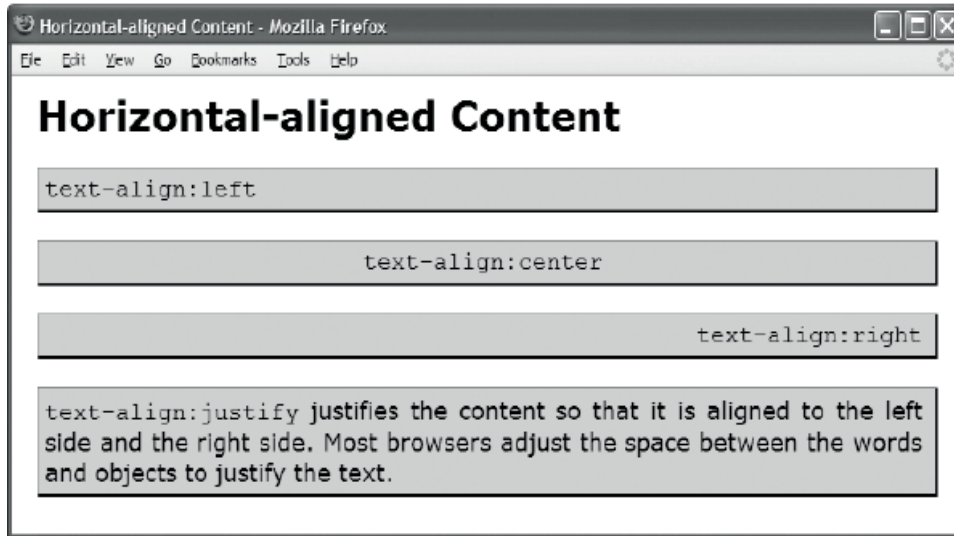 Horizontal-aligned Content - Mozilla Firefox
File Edit View Go Bookmarks Tools Help
Horizontal-aligned Content
text-align:left
text-align:center
text-align:right
text-align:justify justifies the content so that it is aligned to the left
side and the right side. Most browsers adjust the space between the words
and objects to justify the text.